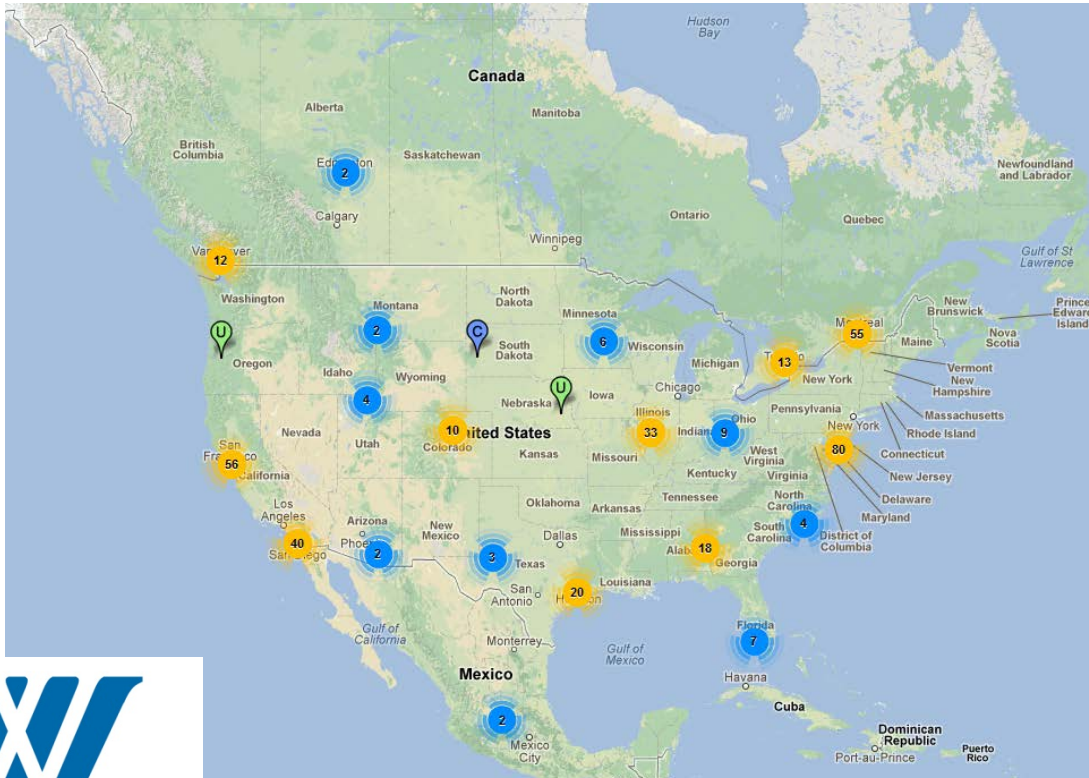 Hudson
Bay
Canada
Alberta
Manitoba
British
Columbia
Saskatchewan
Newfoundland
and Labrador
2
Ontario
Quebec
Calgary
Winnipeg
Gulf of St
Lawrence
12
Washington
North
Dakota
Montana
Minnesota
New
Brunswick
Prince
Edward
Island
Nova
Scotia
U
2
C
6
55
Maine
Oregon
South
Dakota
Wisconsin
Michigan
13
Vermont
New
Hampshire
Idaho
Wyoming
U
Chicago
New York
4
Nebraska
Iowa
Pennsylvania
Massachusetts
Nevada
Utah
10
Colorado
Illinois
33
9
Ohio
New York
Rhode Island
Connecticut
San
56
California
Kansas
Missouri
West
Virginia
80
New Jersey
Kentucky
Virginia
Delaware
Maryland
Los
Angeles
Arizona
New
Mexico
Oklahoma
Arkansas
Tennessee
North
Carolina
4
District of
Columbia
40
2
3
Texas
Dallas
Mississippi
18
South
Carolina
Georgia
San
Antonio
20
Louisiana
Gulf of
California
Monterrey
Gulf of
Mexico
Florida
7
Mexico
Havana
Cuba
2
Mexico
City
Dominican
Republic
Port-au-Prince
Puerto
Rico